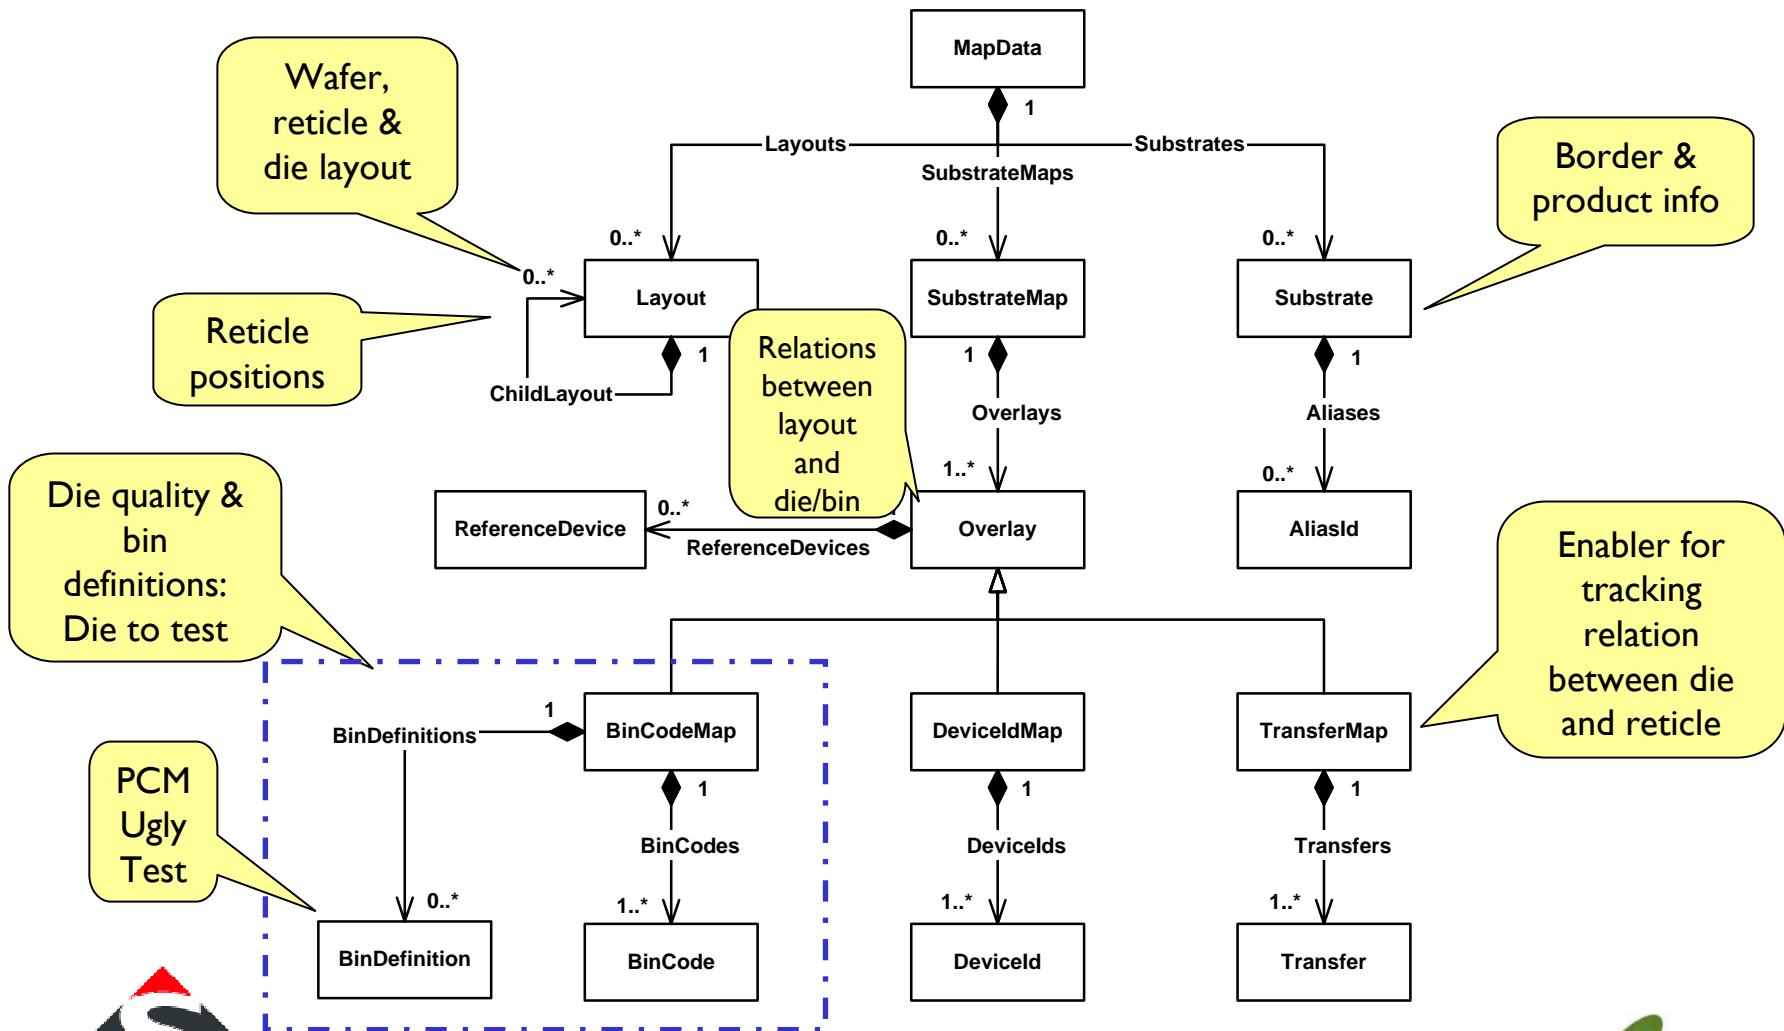 MapData
1
Wafer,
reticle &
die layout
Layouts
SubstrateMaps
Substrates
Border &
product info
0..*
0..*
0..*
0..*
Layout
SubstrateMap
Substrate
Reticle
positions
1
1
1
ChildLayout
Relations
between
layout
and
die/bin
Overlays
Aliases
1..*
0..*
Die quality &
bin
definitions:
Die to test
ReferenceDevice
0..*
ReferenceDevices
Overlay
AliasId
Enabler for
tracking
relation
between die
and reticle
1
BinDefinitions
BinCodeMap
DeviceIdMap
TransferMap
PCM
Ugly
Test
1
1
1
BinCodes
DeviceIds
Transfers
0..*
1..*
1..*
1..*
BinDefinition
BinCode
DeviceId
Transfer